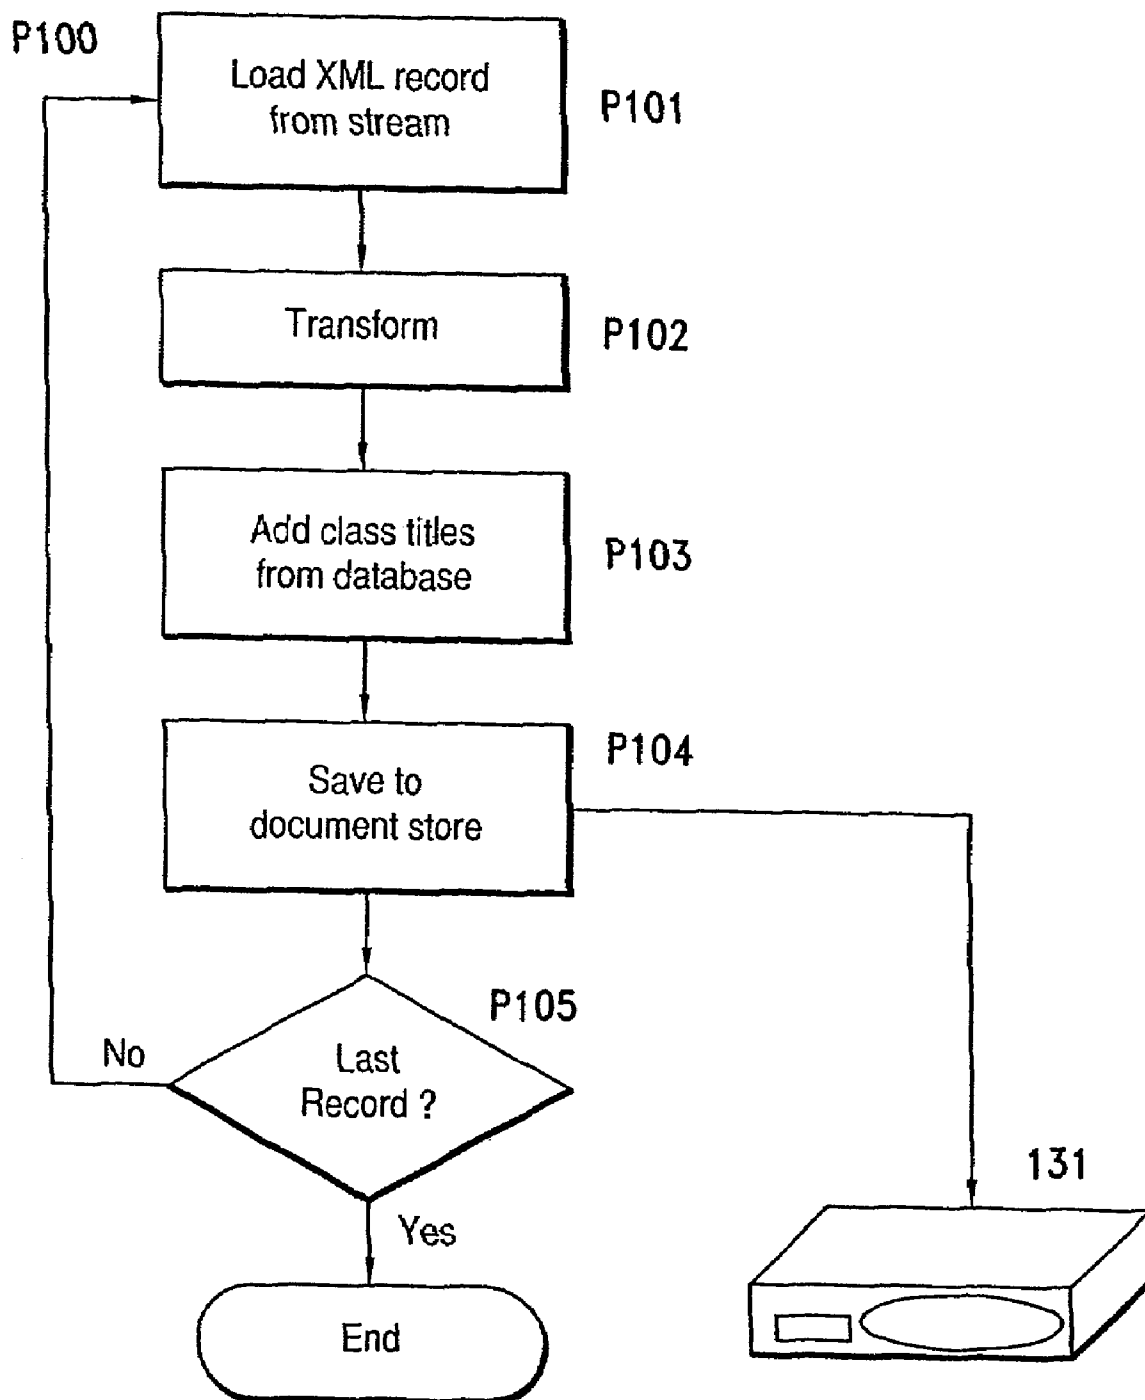 P100
Load XML record
from stream
P101
Transform
P102
Add class titles
from database
P103
P104
Save to
document store
P105
No
Last
Record ?
131
Yes
End